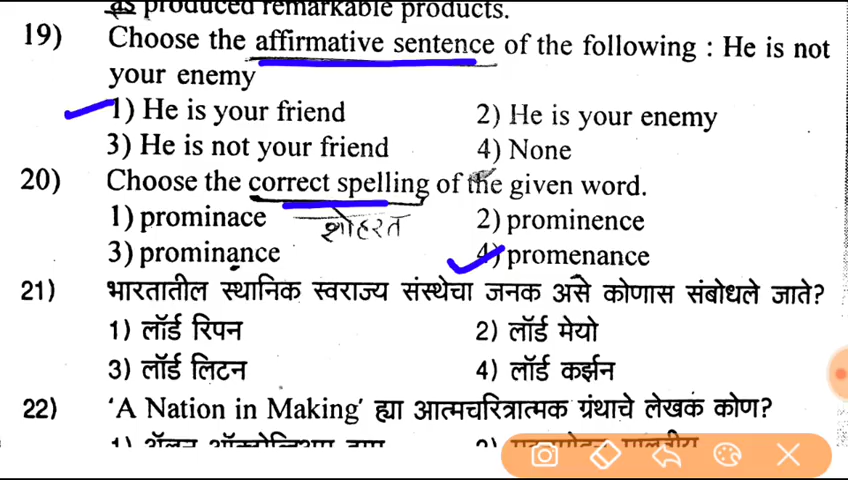 as produced remarkable products.
19) Choose the affirmative sentence of the following : He is not
your enemy
1) He is your friend 2) He is your enemy
3) He is not your friend 4) None
20) Choose the correct spelling of the given word.
1) prominace 2) prominence
शोहरत
3) prominance 4) promenance
21) भारतातील स्थानिक स्वराज्य संस्थेचा जनक असे कोणास संबोधले जाते?
1) लॉर्ड रिपन 2) लॉर्ड मेयो
3) लॉर्ड लिटन 4) लॉर्ड कर्झन
22) 'A Nation in Making' ह्या आत्मचरित्रात्मक ग्रंथाचे लेखक कोण?
1) 2)